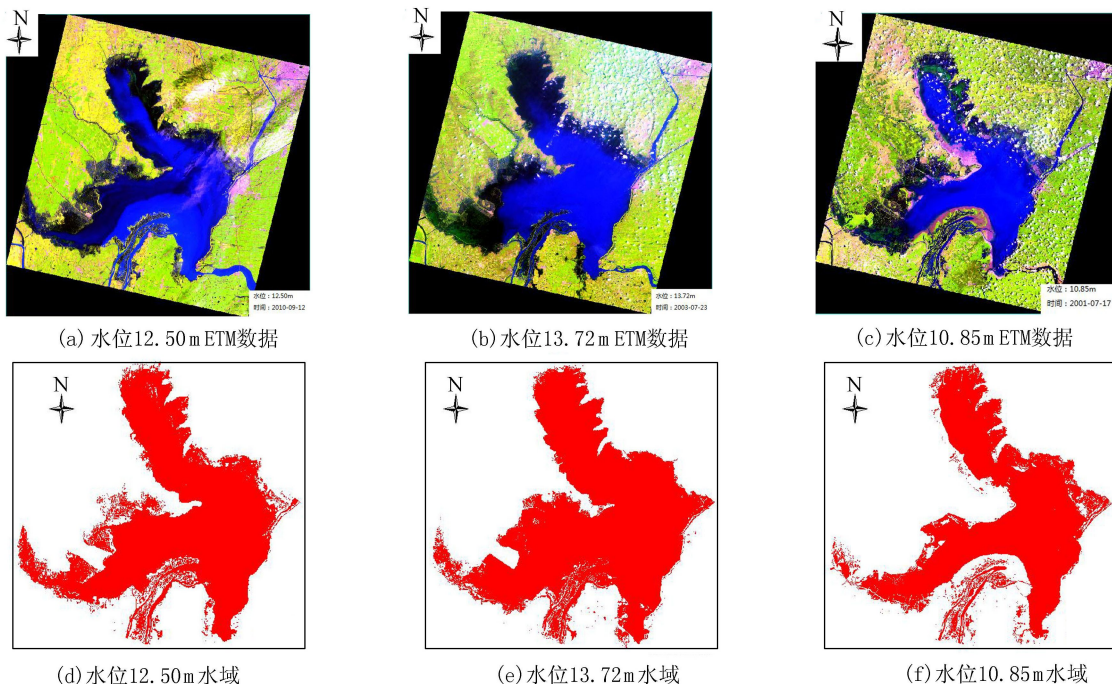 N
水位：12.50m
时间：2010-09-12
(a) 水位12.50m ETM数据
N
水位：13.72m
时间：2003-07-23
(b) 水位13.72m ETM数据
N
水位：10.85m
时间：2001-07-17
(c) 水位10.85m ETM数据
N
(d) 水位12.50m水域
N
(e) 水位13.72m水域
N
(f) 水位10.85m水域